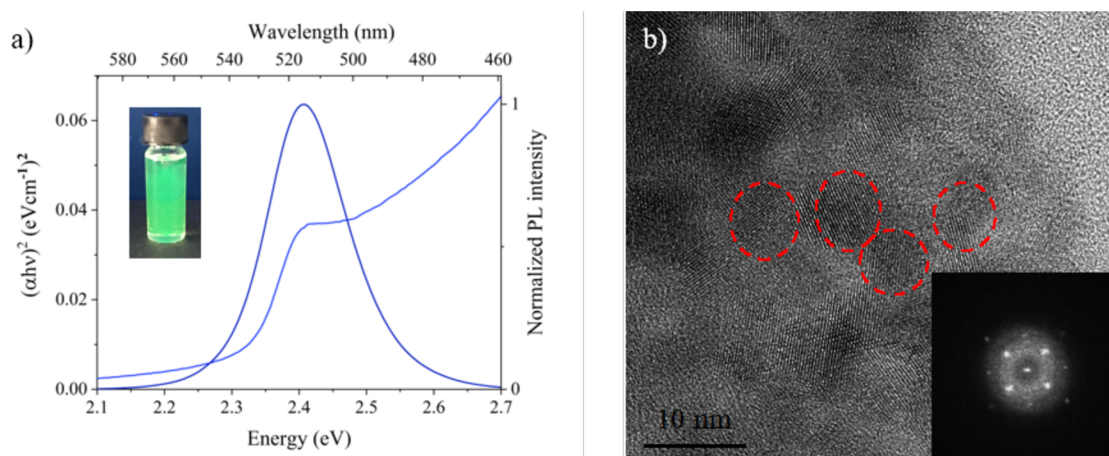 a)
Wavelength (nm)
580 560 540 520 500 480 460
0.06
0.04
0.02
0.00
(αhν)² (eVcm⁻¹)²
1
0
Normalized PL intensity
2.1 2.2 2.3 2.4 2.5 2.6 2.7
Energy (eV)
b)
10 nm